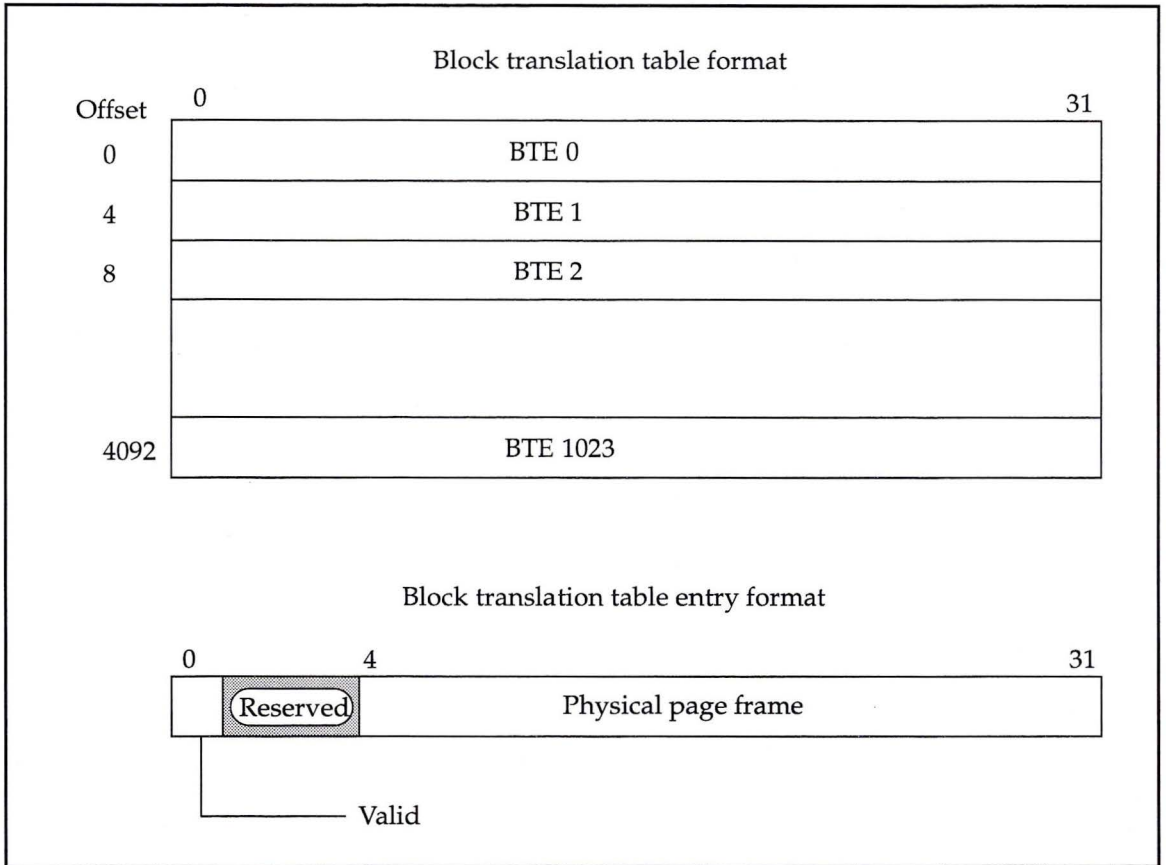 Block translation table format
Offset 0 31
0 BTE 0
4 BTE 1
8 BTE 2
4092 BTE 1023
Block translation table entry format
0 4 31
Reserved Physical page frame
Valid